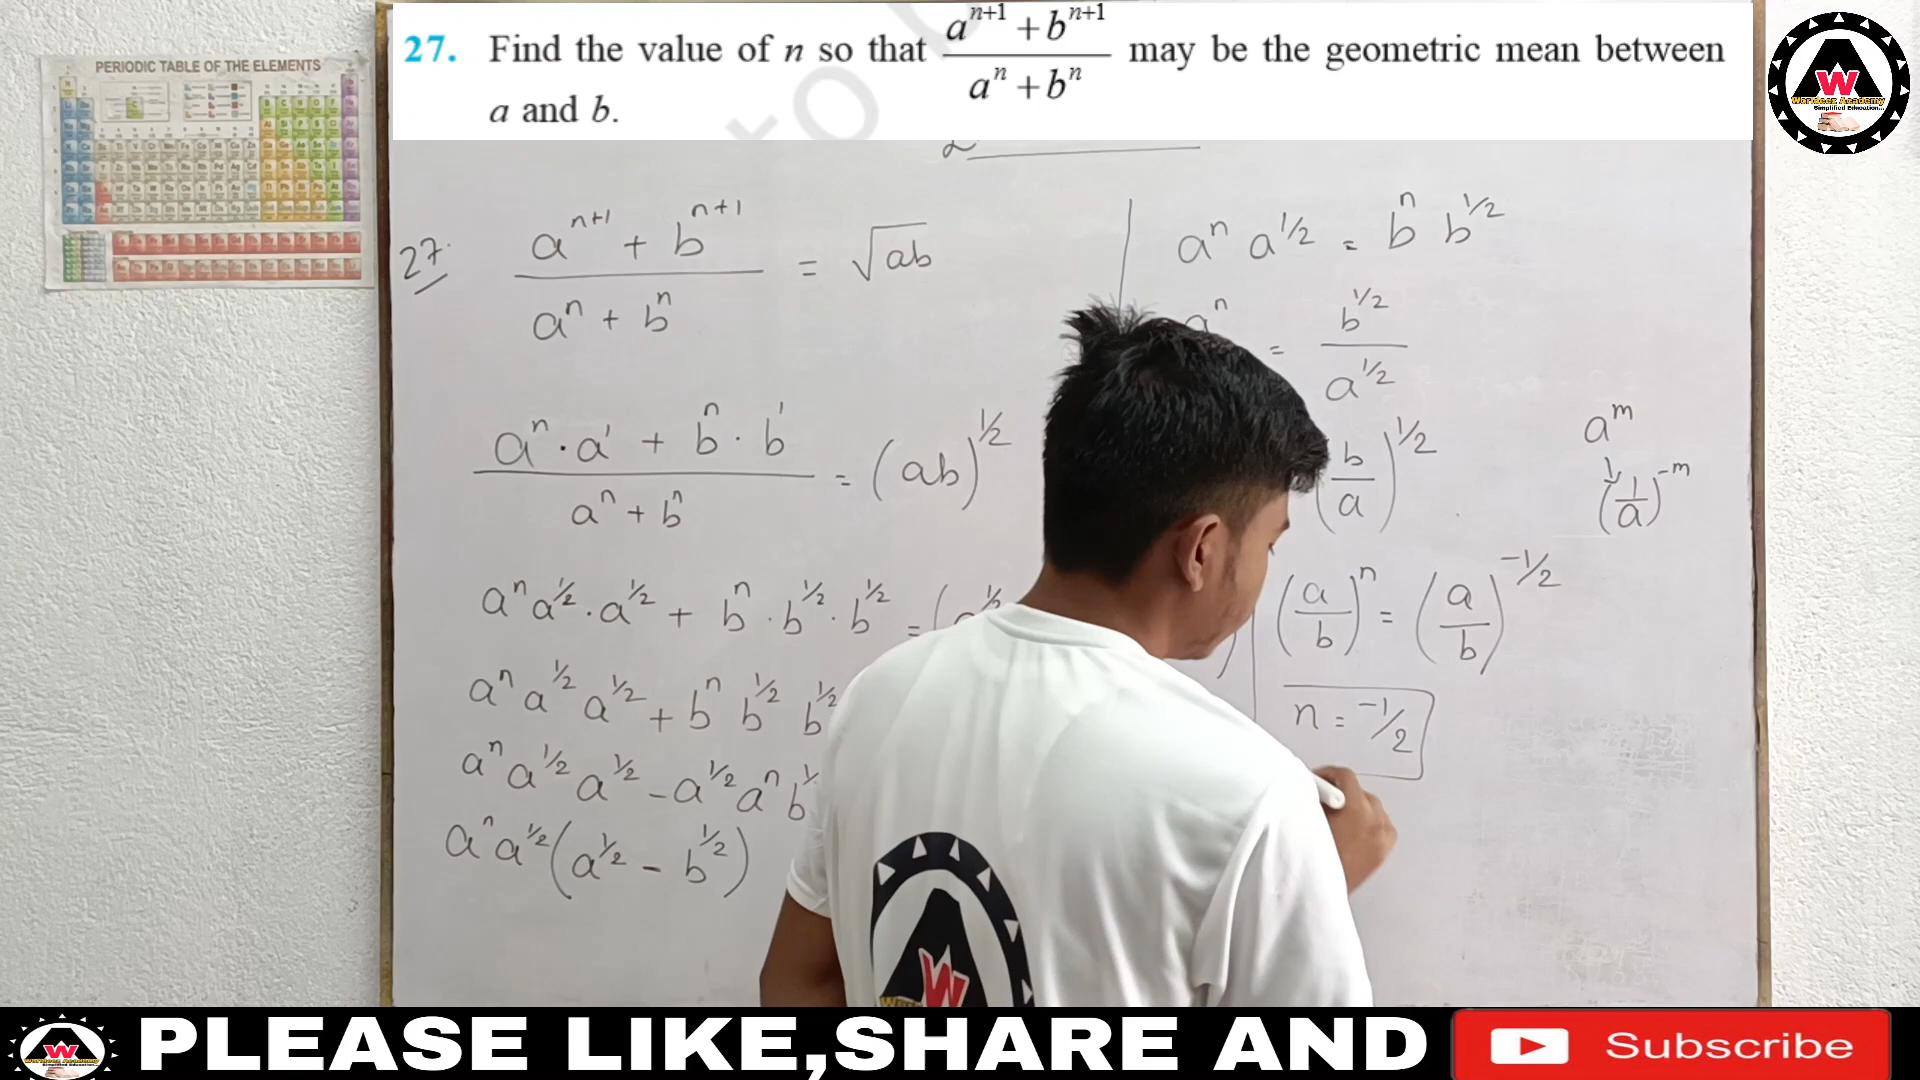 27. Find the value of n so that (a^{n+1} + b^{n+1})/(a^n + b^n) may be the geometric mean between
a and b.
PERIODIC TABLE OF THE ELEMENTS
W
Wardeez Academy
Simplified Education...
27. (a^{n+1} + b^{n+1})/(a^n + b^n) = √ab
(a^n · a^1 + b^n · b^1)/(a^n + b^n) = (ab)^{1/2}
a^n a^{1/2} · a^{1/2} + b^n · b^{1/2} · b^{1/2} = (
a^n a^{1/2} a^{1/2} + b^n b^{1/2} b^{1/2}
a^n a^{1/2} a^{1/2} - a^{1/2} a^n b
a^n a^{1/2} (a^{1/2} - b^{1/2})
a^n a^{1/2} = b^n b^{1/2}
a^n = b^{1/2}/a^{1/2}
(b/a)^{1/2}
(a/b)^n = (a/b)^{-1/2}
n = -1/2
a^m
(1/a)^{-m}
W
PLEASE LIKE,SHARE AND
Subscribe